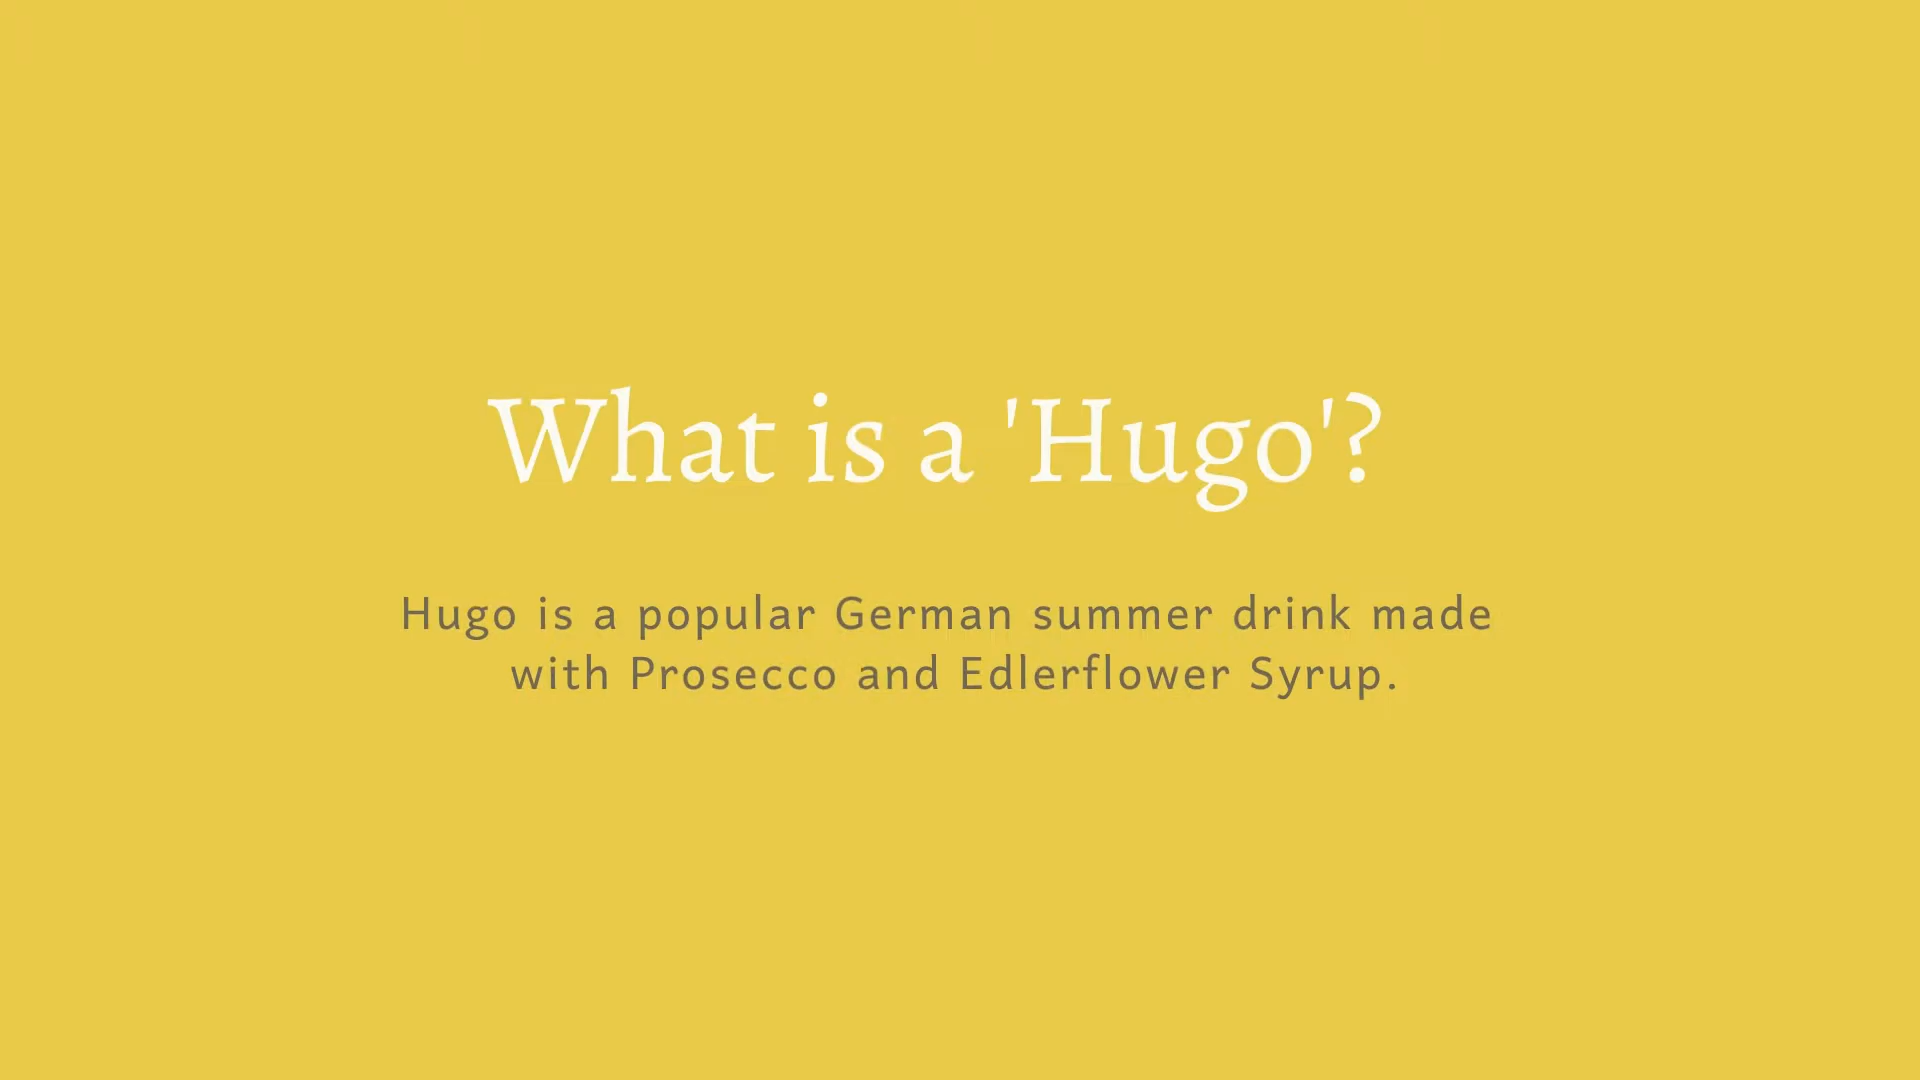 What is a 'Hugo'?
Hugo is a popular German summer drink made
with Prosecco and Edlerflower Syrup.